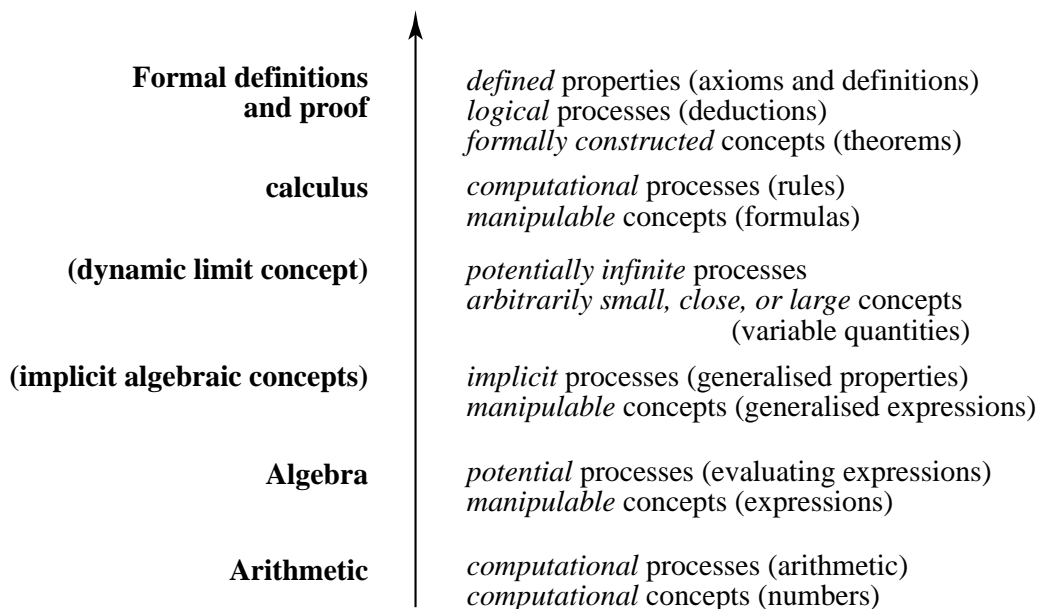 Formal definitions
and proof
defined properties (axioms and definitions)
logical processes (deductions)
formally constructed concepts (theorems)
calculus
computational processes (rules)
manipulable concepts (formulas)
(dynamic limit concept)
potentially infinite processes
arbitrarily small, close, or large concepts
(variable quantities)
(implicit algebraic concepts)
implicit processes (generalised properties)
manipulable concepts (generalised expressions)
Algebra
potential processes (evaluating expressions)
manipulable concepts (expressions)
Arithmetic
computational processes (arithmetic)
computational concepts (numbers)